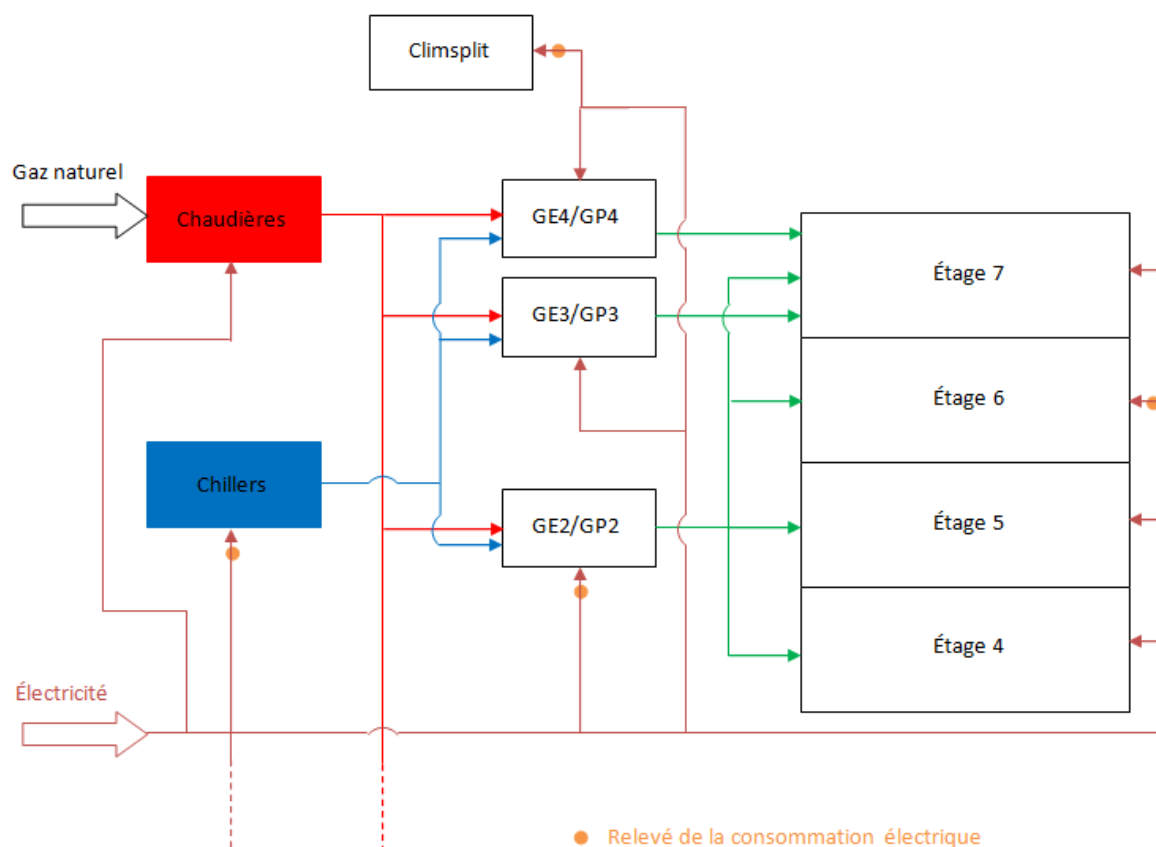 Climsplit
Gaz naturel
Chaudières
GE4/GP4
Étage 7
GE3/GP3
Étage 6
Chillers
GE2/GP2
Étage 5
Étage 4
Électricité
Relevé de la consommation électrique